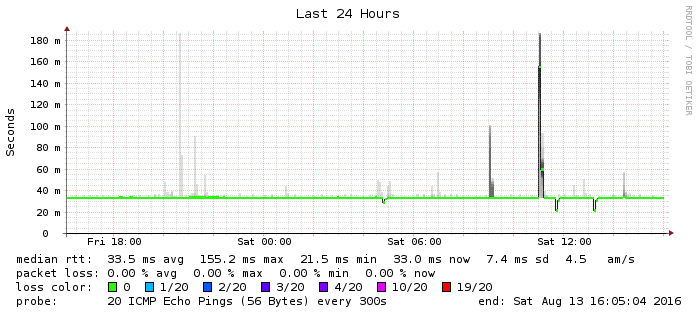 Last 24 Hours
RRDTOOL / TOBI OETIKER
Seconds
180 m
160 m
140 m
120 m
100 m
80 m
60 m
40 m
20 m
0
Fri 18:00 Sat 00:00 Sat 06:00 Sat 12:00
median rtt: 33.5 ms avg 155.2 ms max 21.5 ms min 33.0 ms now 7.4 ms sd 4.5 am/s
packet loss: 0.00 % avg 0.00 % max 0.00 % min 0.00 % now
loss color: 0 1/20 2/20 3/20 4/20 10/20 19/20
probe: 20 ICMP Echo Pings (56 Bytes) every 300s end: Sat Aug 13 16:05:04 2016